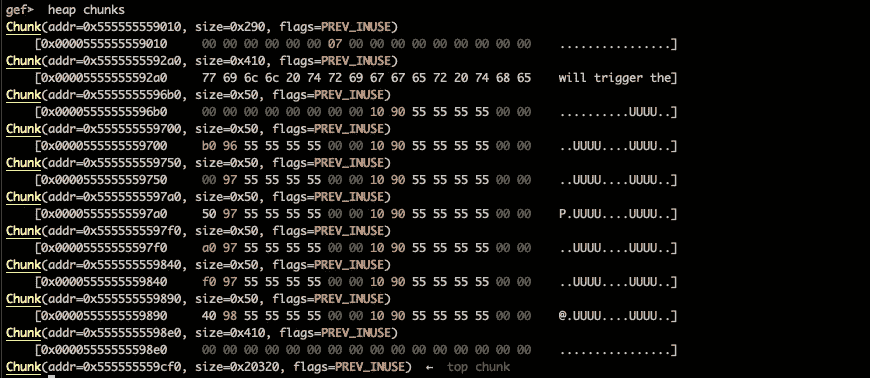 gef➤  heap chunks
Chunk(addr=0x555555559010, size=0x290, flags=PREV_INUSE)
    [0x0000555555559010     00 00 00 00 00 00 07 00 00 00 00 00 00 00 00 00    ................]
Chunk(addr=0x5555555592a0, size=0x410, flags=PREV_INUSE)
    [0x00005555555592a0     77 69 6c 6c 20 74 72 69 67 67 65 72 20 74 68 65    will trigger the]
Chunk(addr=0x5555555596b0, size=0x50, flags=PREV_INUSE)
    [0x00005555555596b0     00 00 00 00 00 00 00 00 10 90 55 55 55 55 00 00    ..........UUUU..]
Chunk(addr=0x555555559700, size=0x50, flags=PREV_INUSE)
    [0x0000555555559700     b0 96 55 55 55 55 00 00 10 90 55 55 55 55 00 00    ..UUUU....UUUU..]
Chunk(addr=0x555555559750, size=0x50, flags=PREV_INUSE)
    [0x0000555555559750     00 97 55 55 55 55 00 00 10 90 55 55 55 55 00 00    ..UUUU....UUUU..]
Chunk(addr=0x5555555597a0, size=0x50, flags=PREV_INUSE)
    [0x00005555555597a0     50 97 55 55 55 55 00 00 10 90 55 55 55 55 00 00    P.UUUU....UUUU..]
Chunk(addr=0x5555555597f0, size=0x50, flags=PREV_INUSE)
    [0x00005555555597f0     a0 97 55 55 55 55 00 00 10 90 55 55 55 55 00 00    ..UUUU....UUUU..]
Chunk(addr=0x555555559840, size=0x50, flags=PREV_INUSE)
    [0x0000555555559840     f0 97 55 55 55 55 00 00 10 90 55 55 55 55 00 00    ..UUUU....UUUU..]
Chunk(addr=0x555555559890, size=0x50, flags=PREV_INUSE)
    [0x0000555555559890     40 98 55 55 55 55 00 00 10 90 55 55 55 55 00 00    @.UUUU....UUUU..]
Chunk(addr=0x5555555598e0, size=0x410, flags=PREV_INUSE)
    [0x00005555555598e0     00 00 00 00 00 00 00 00 00 00 00 00 00 00 00 00    ................]
Chunk(addr=0x555555559cf0, size=0x20320, flags=PREV_INUSE)  ←  top chunk